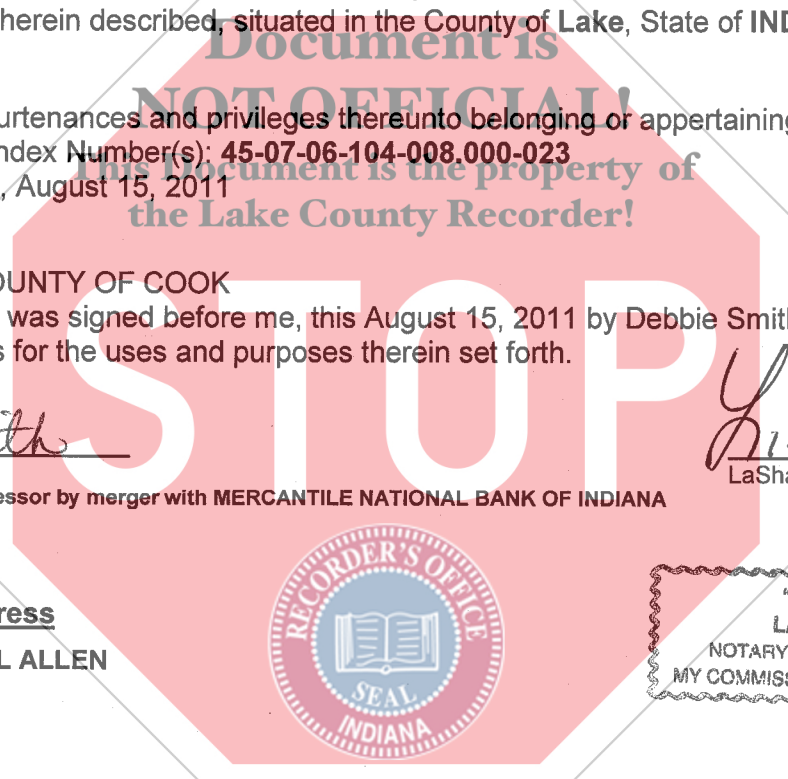 herein described, situated in the County of Lake, State of IND
Document is
NOT OFFICIAL!
urtenances and privileges thereunto belonging or appertaining
ndex Number(s): 45-07-06-104-008.000-023
This Document is the property of
, August 15, 2011
the Lake County Recorder!
OUNTY OF COOK
was signed before me, this August 15, 2011 by Debbie Smith
s for the uses and purposes therein set forth.
STOP
ith
LaSha
essor by merger with MERCANTILE NATIONAL BANK OF INDIANA
RECORDER'S OFFICE
SEAL
INDIANA
ress
L ALLEN
LA
NOTARY
MY COMMISS